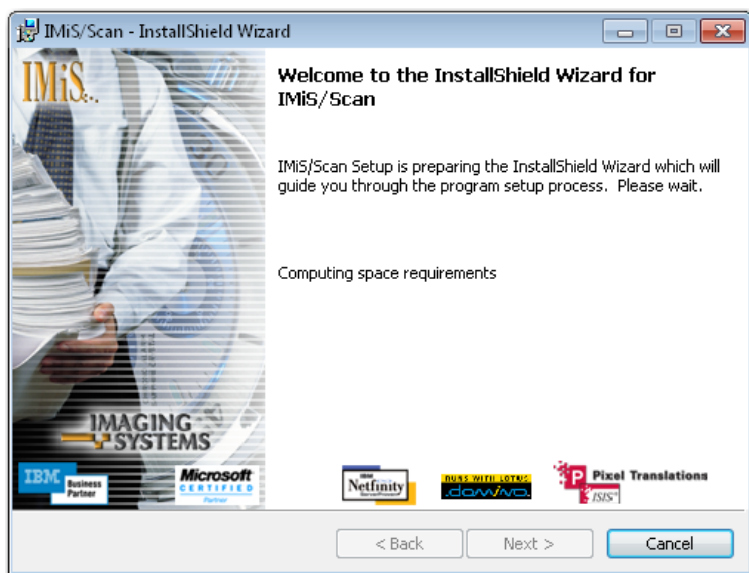 IMiS/Scan - InstallShield Wizard
IMiS
Welcome to the InstallShield Wizard for
IMiS/Scan
IMiS/Scan Setup is preparing the InstallShield Wizard which will
guide you through the program setup process. Please wait.
Computing space requirements
IMAGING
SYSTEMS
IBM Business
Partner
Microsoft
CERTIFIED
Partner
IBM
Netfinity
RUNS WITH LOTUS
domino
Pixel Translations
ISIS
< Back
Next >
Cancel